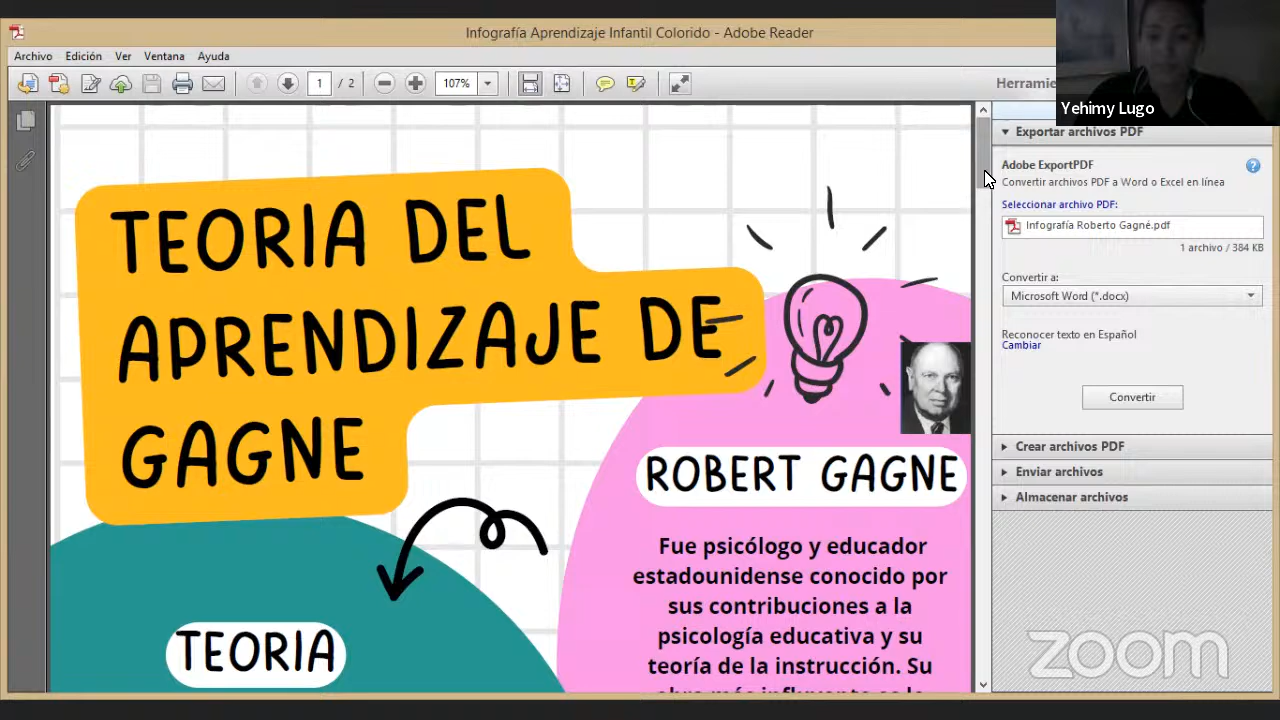 Infografía Aprendizaje Infantil Colorido - Adobe Reader
Archivo Edición Ver Ventana Ayuda
1 / 2 107% Herramie
Yehimy Lugo
Exportar archivos PDF
Adobe ExportPDF
Convertir archivos PDF a Word o Excel en línea
Seleccionar archivo PDF:
Infografía Roberto Gagné.pdf
1 archivo / 384 KB
Convertir a:
Microsoft Word (*.docx)
Reconocer texto en Español
Cambiar
Convertir
Crear archivos PDF
Enviar archivos
Almacenar archivos
TEORIA DEL
APRENDIZAJE DE
GAGNE
ROBERT GAGNE
Fue psicólogo y educador
estadounidense conocido por
sus contribuciones a la
psicología educativa y su
teoría de la instrucción. Su
TEORIA
zoom